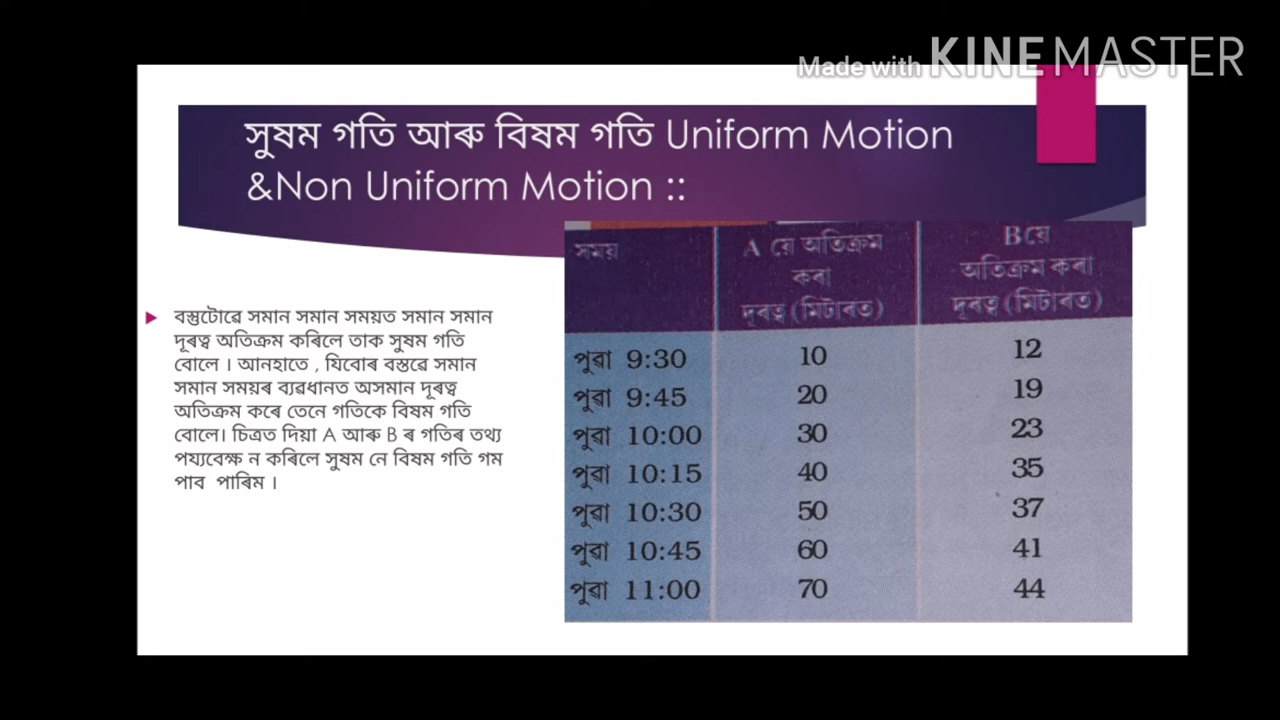 Made with KINEMASTER
সুষম গতি আৰু বিষম গতি Uniform Motion
&Non Uniform Motion ::
বস্তুটোৱে সমান সমান সময়ত সমান সমান
দূৰত্ব অতিক্ৰম কৰিলে তাক সুষম গতি
বোলে । আনহাতে , যিবোৰ বস্তৱে সমান
সমান সময়ৰ ব্যৱধানত অসমান দূৰত্ব
অতিক্ৰম কৰে তেনে গতিকে বিষম গতি
বোলে। চিত্ৰত দিয়া A আৰু B ৰ গতিৰ তথ্য
পয্যবেক্ষ ন কৰিলে সুষম নে বিষম গতি গম
পাব পাৰিম ।
সময় A য়ে অতিক্ৰম কৰা দূৰত্ব (মিটাৰত) Bয়ে অতিক্ৰম কৰা দূৰত্ব (মিটাৰত)
পুৱা 9:30 10 12
পুৱা 9:45 20 19
পুৱা 10:00 30 23
পুৱা 10:15 40 35
পুৱা 10:30 50 37
পুৱা 10:45 60 41
পুৱা 11:00 70 44